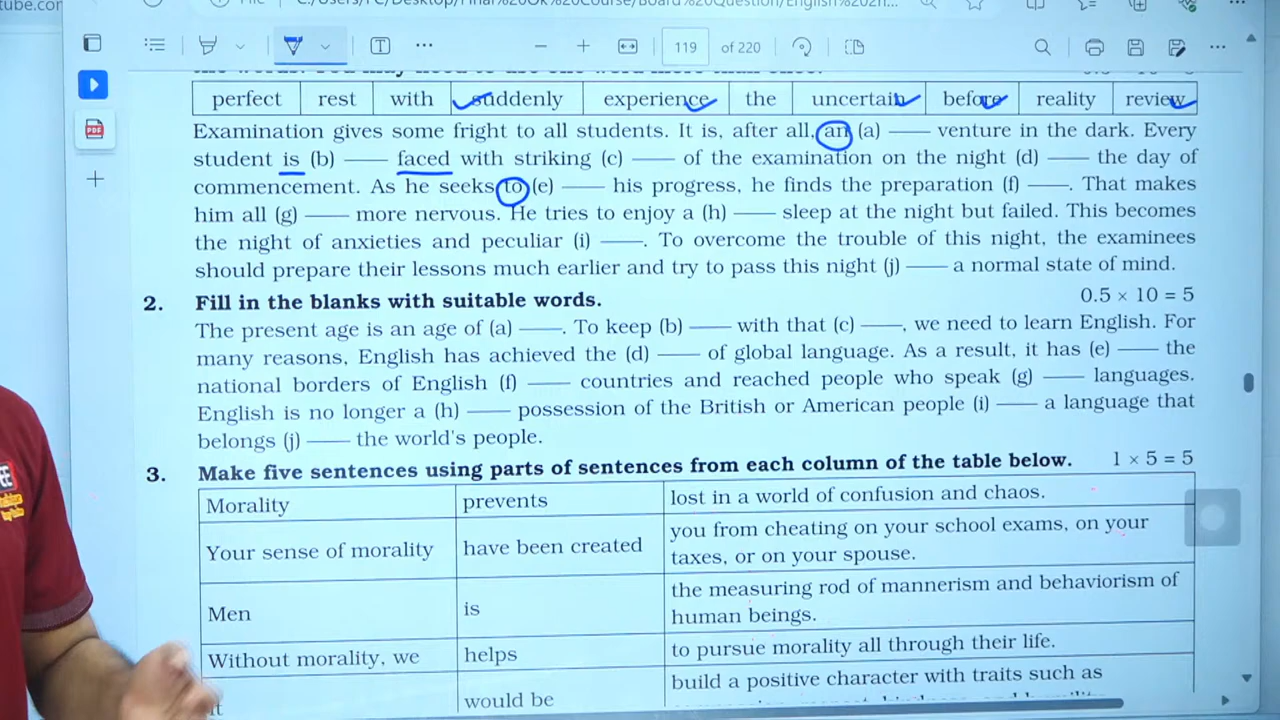 119 of 220
perfect rest with suddenly experience the uncertain before reality review
Examination gives some fright to all students. It is, after all, an (a) —— venture in the dark. Every
student is (b) —— faced with striking (c) —— of the examination on the night (d) —— the day of
commencement. As he seeks to (e) —— his progress, he finds the preparation (f) ——. That makes
him all (g) —— more nervous. He tries to enjoy a (h) —— sleep at the night but failed. This becomes
the night of anxieties and peculiar (i) ——. To overcome the trouble of this night, the examinees
should prepare their lessons much earlier and try to pass this night (j) —— a normal state of mind.
2. Fill in the blanks with suitable words. 0.5 × 10 = 5
The present age is an age of (a) ——. To keep (b) —— with that (c) ——, we need to learn English. For
many reasons, English has achieved the (d) —— of global language. As a result, it has (e) —— the
national borders of English (f) —— countries and reached people who speak (g) —— languages.
English is no longer a (h) —— possession of the British or American people (i) —— a language that
belongs (j) —— the world's people.
3. Make five sentences using parts of sentences from each column of the table below. 1 × 5 = 5
Morality prevents lost in a world of confusion and chaos.
Your sense of morality have been created you from cheating on your school exams, on your
taxes, or on your spouse.
Men is the measuring rod of mannerism and behaviorism of
human beings.
Without morality, we helps to pursue morality all through their life.
would be build a positive character with traits such as